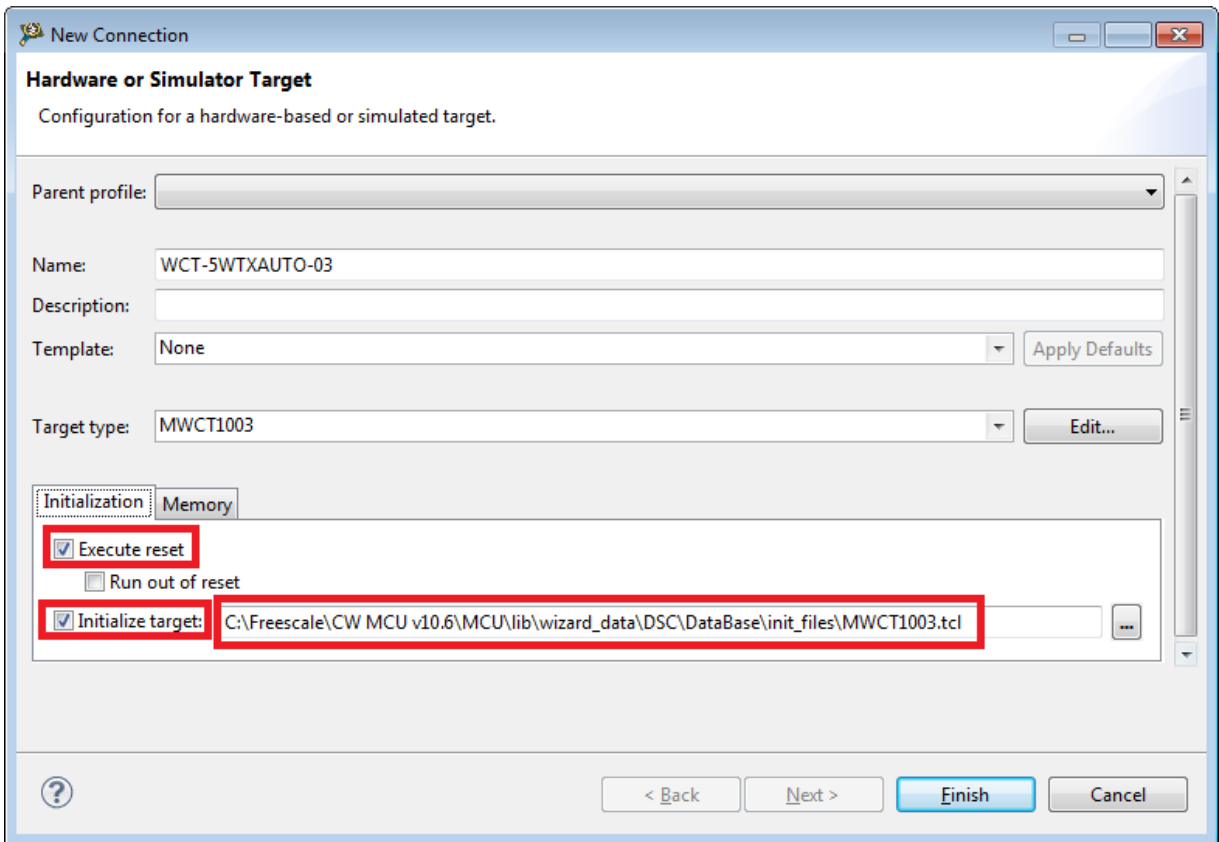 New Connection
Hardware or Simulator Target
Configuration for a hardware-based or simulated target.
Parent profile:
Name: WCT-5WTXAUTO-03
Description:
Template: None Apply Defaults
Target type: MWCT1003 Edit...
Initialization Memory
Execute reset
Run out of reset
Initialize target: C:\Freescale\CW MCU v10.6\MCU\lib\wizard_data\DSC\DataBase\init_files\MWCT1003.tcl ...
? < Back Next > Finish Cancel